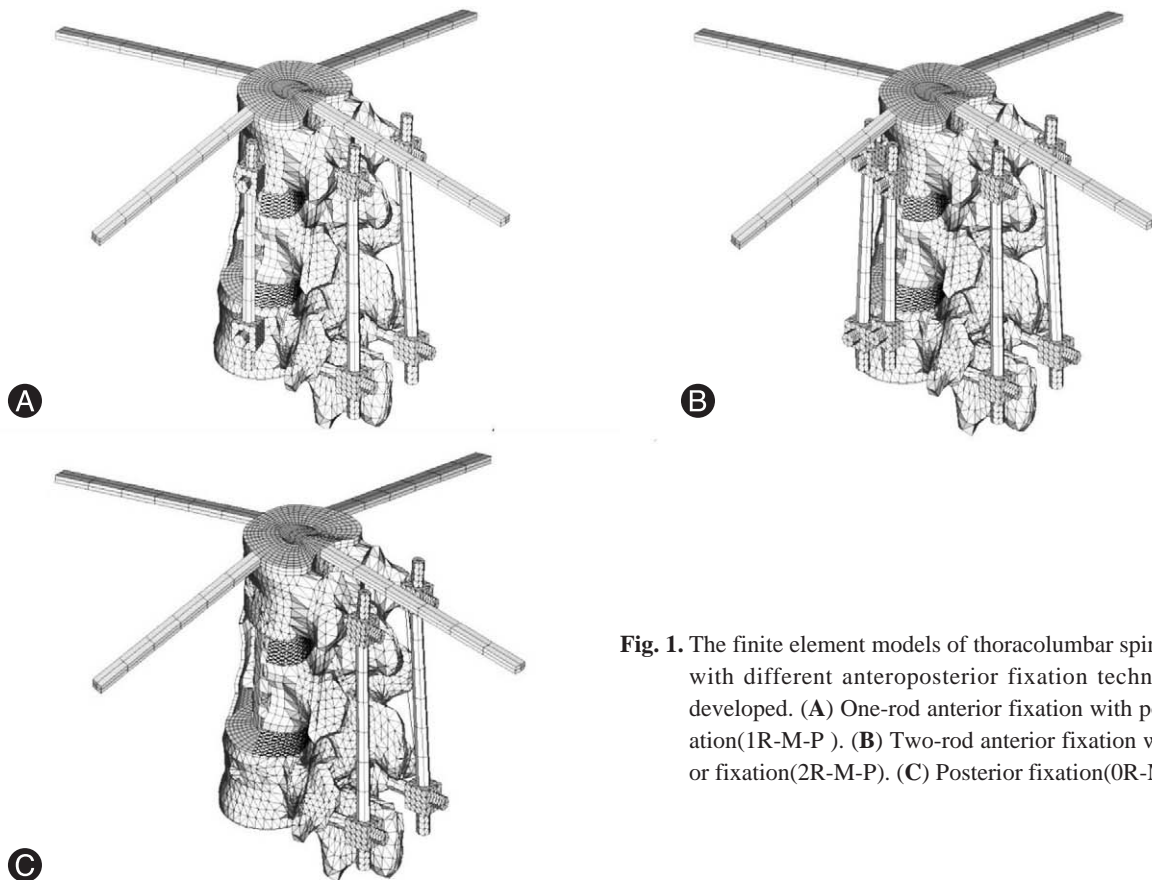 A
B
C
Fig. 1. The finite element models of thoracolumbar spin
with different anteroposterior fixation techn
developed. (A) One-rod anterior fixation with p
ation(1R-M-P ). (B) Two-rod anterior fixation w
or fixation(2R-M-P). (C) Posterior fixation(0R-M